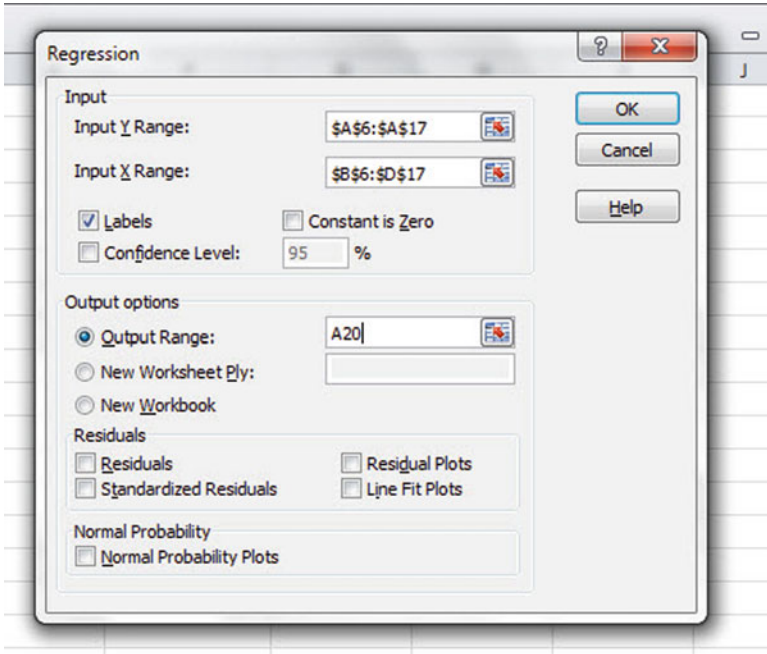 Regression
?
X
J
Input
Input Y Range:
$A$6:$A$17
OK
Input X Range:
$B$6:$D$17
Cancel
Help
Labels
Constant is Zero
Confidence Level:
95 %
Output options
Output Range:
A20
New Worksheet Ply:
New Workbook
Residuals
Residuals
Residual Plots
Standardized Residuals
Line Fit Plots
Normal Probability
Normal Probability Plots